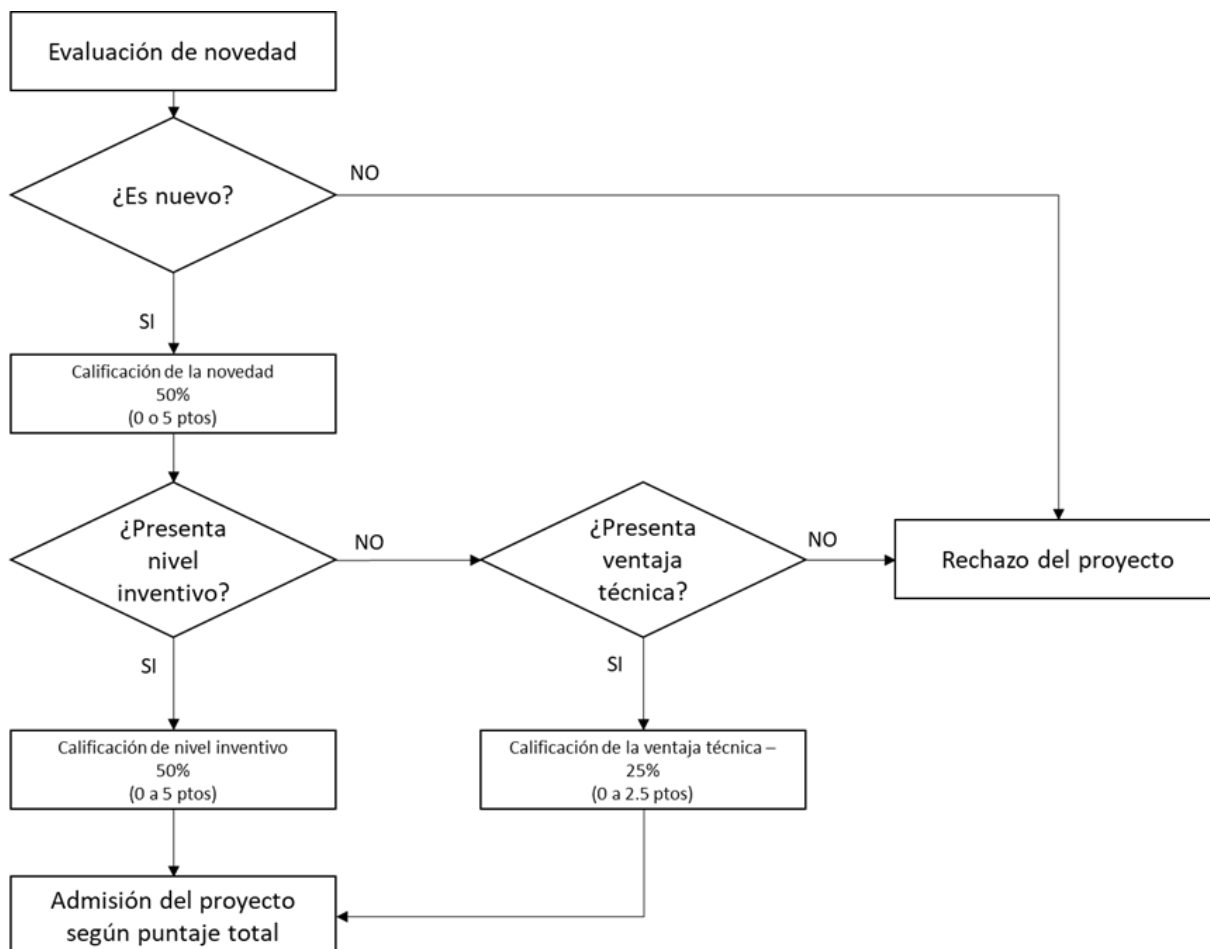 Evaluación de novedad
¿Es nuevo?
NO
SI
Calificación de la novedad
50%
(0 o 5 ptos)
¿Presenta
nivel
inventivo?
NO
¿Presenta
ventaja
técnica?
NO
Rechazo del proyecto
SI
SI
Calificación de nivel inventivo
50%
(0 a 5 ptos)
Calificación de la ventaja técnica –
25%
(0 a 2.5 ptos)
Admisión del proyecto
según puntaje total